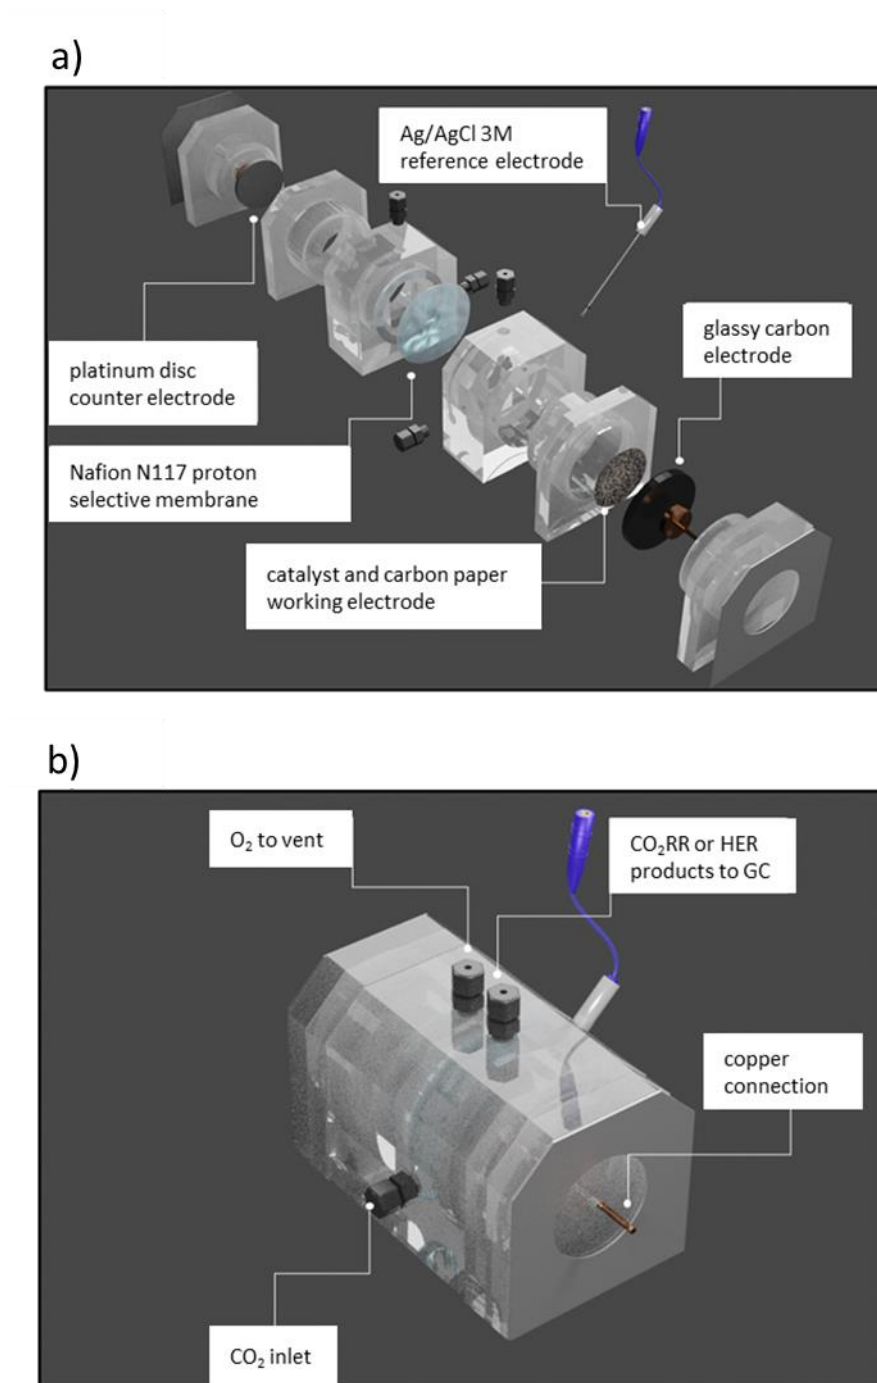 a)
Ag/AgCl 3M
reference electrode
glassy carbon
electrode
platinum disc
counter electrode
Nafion N117 proton
selective membrane
catalyst and carbon paper
working electrode
b)
O₂ to vent
CO₂RR or HER
products to GC
copper
connection
CO₂ inlet